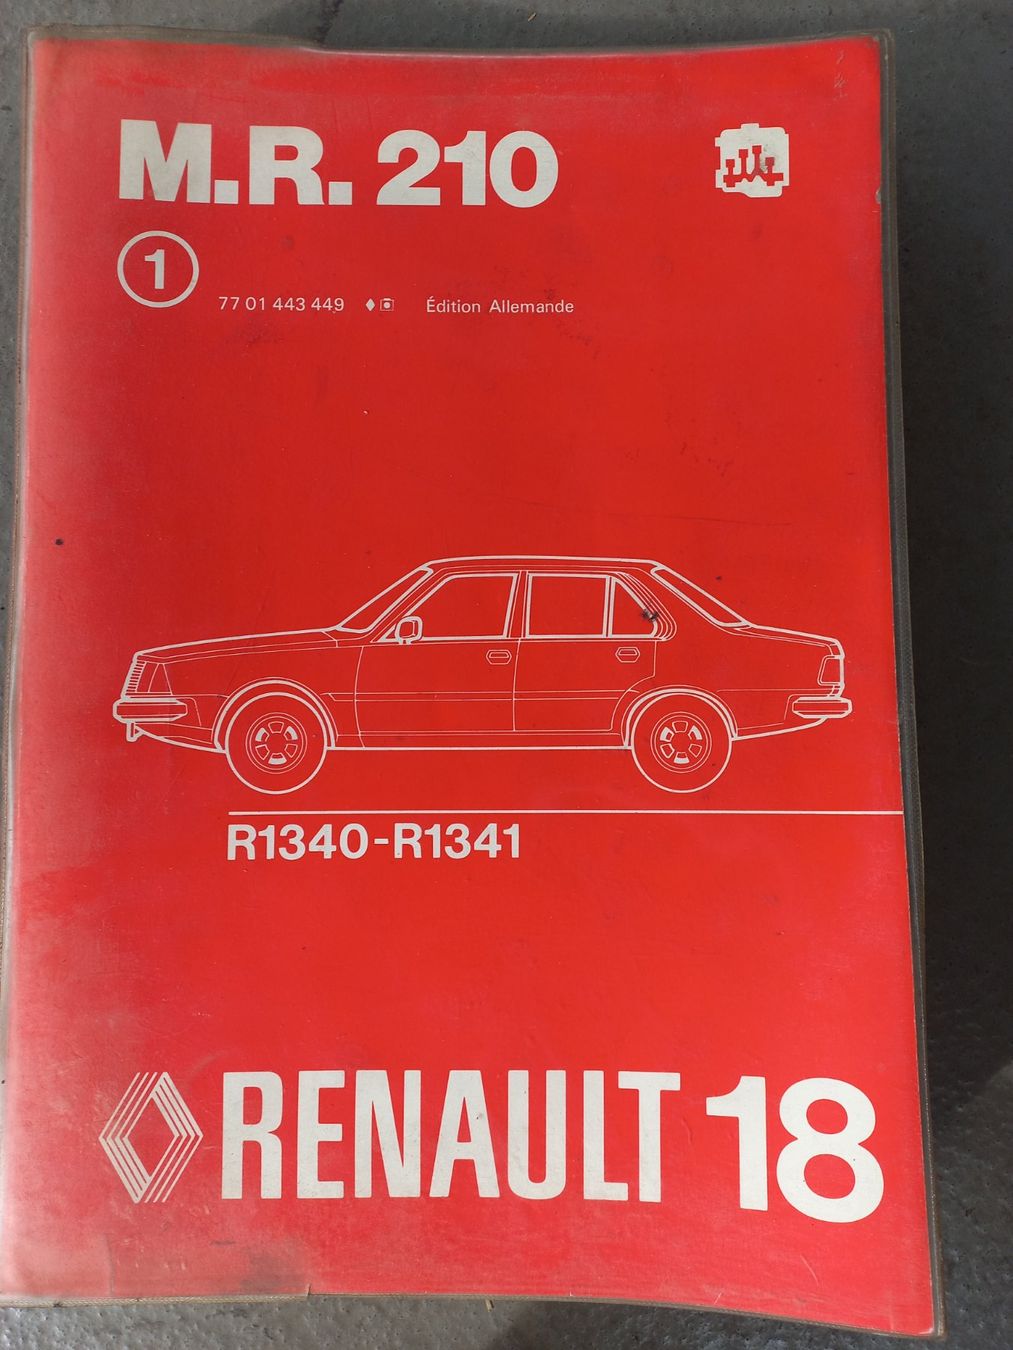 M.R. 210
1
77 01 443 449 Édition Allemande
R1340-R1341
RENAULT 18